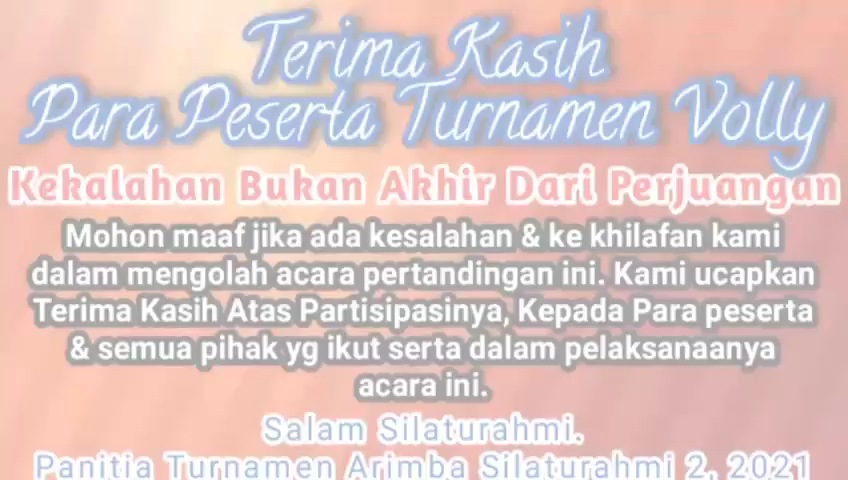 Terima Kasih
Para Peserta Turnamen Volly
Kekalahan Bukan Akhir Dari Perjuangan
Mohon maaf jika ada kesalahan & ke khilafan kami
dalam mengolah acara pertandingan ini. Kami ucapkan
Terima Kasih Atas Partisipasinya, Kepada Para peserta
& semua pihak yg ikut serta dalam pelaksanaanya
acara ini.
Salam Silaturahmi.
Panitia Turnamen Arimba Silaturahmi 2, 2021